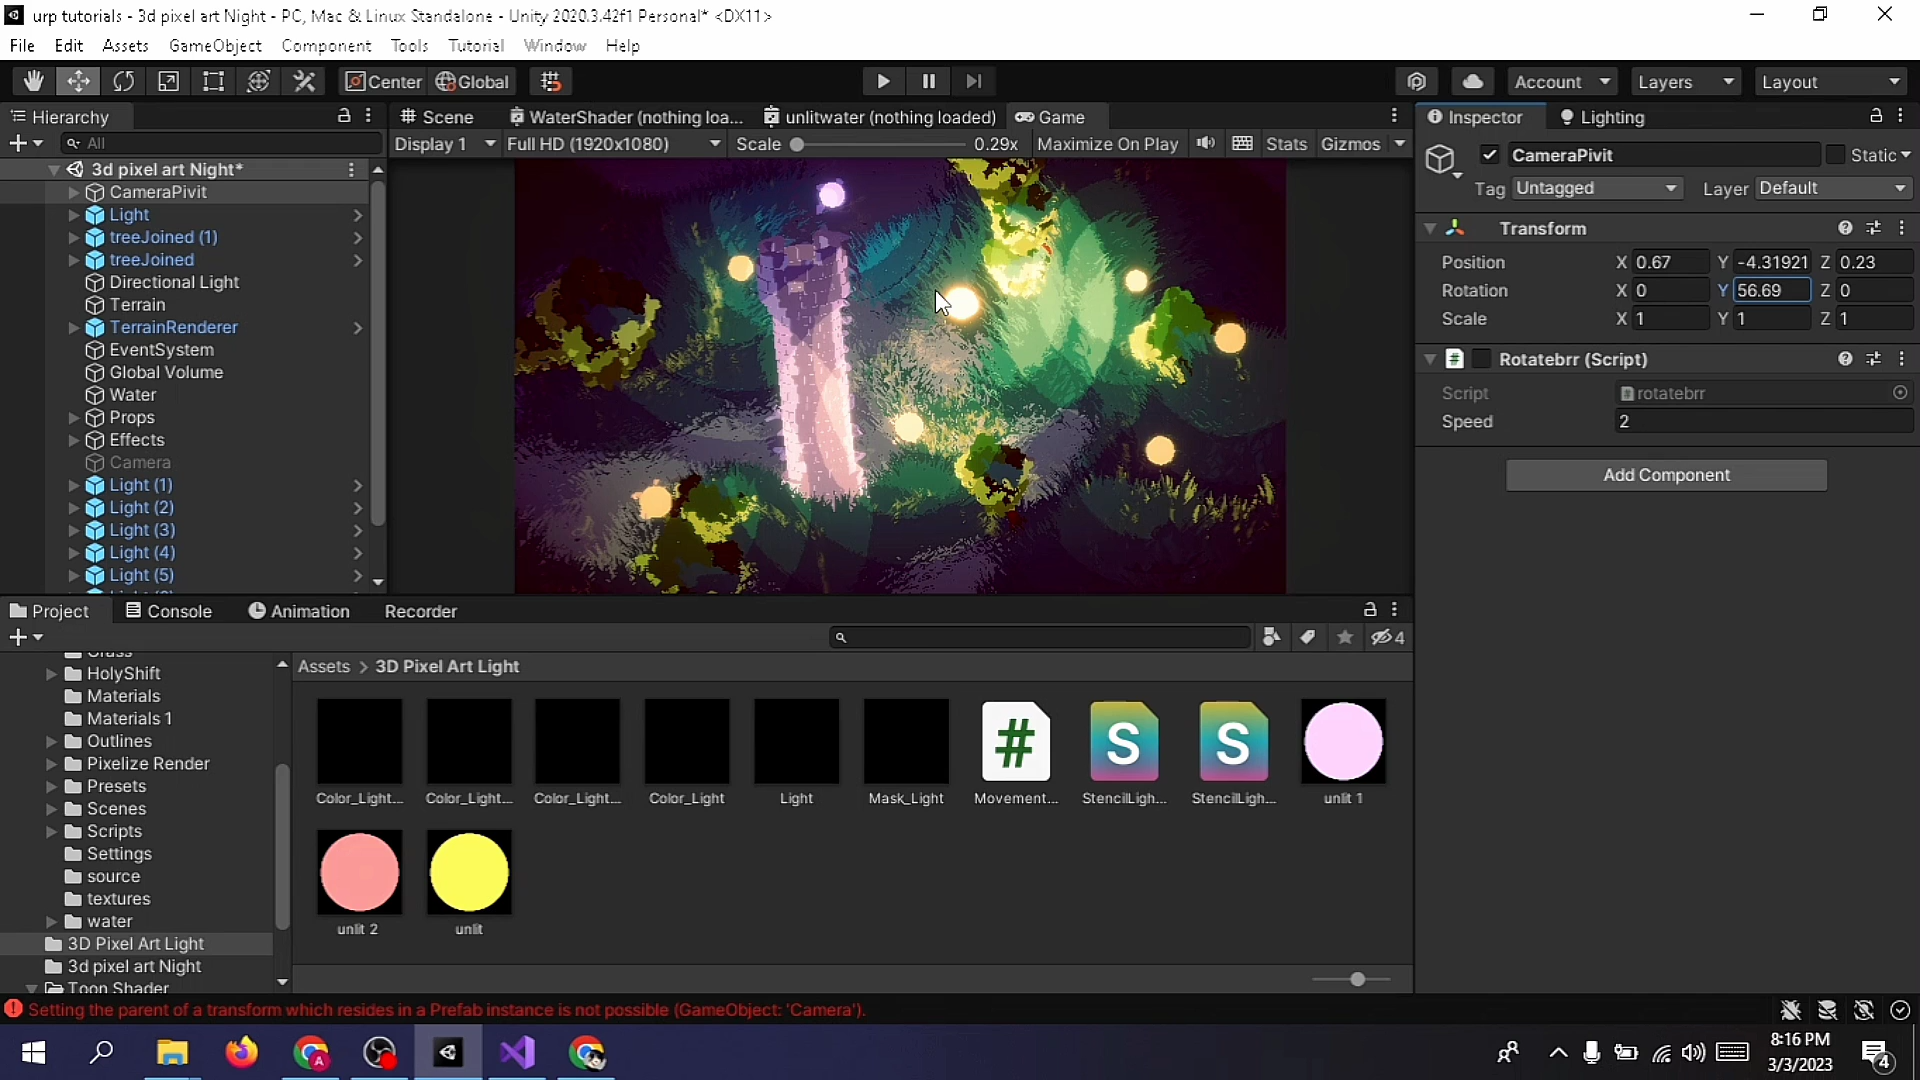 urp tutorials - 3d pixel art Night - PC, Mac & Linux Standalone - Unity 2020.3.42f1 Personal* <DX11>
File Edit Assets GameObject Component Tools Tutorial Window Help
Center Global Account Layers Layout
Hierarchy Scene WaterShader (nothing loa... unlitwater (nothing loaded) Game Inspector Lighting
All Display 1 Full HD (1920x1080) Scale 0.29x Maximize On Play Stats Gizmos
CameraPivit Static
Tag Untagged Layer Default
3d pixel art Night*
CameraPivit
Light
treeJoined (1)
treeJoined
Directional Light
Terrain
TerrainRenderer
EventSystem
Global Volume
Water
Props
Effects
Camera
Light (1)
Light (2)
Light (3)
Light (4)
Light (5)
Transform
Position X 0.67 Y -4.31921 Z 0.23
Rotation X 0 Y 56.69 Z 0
Scale X 1 Y 1 Z 1
# Rotatebrr (Script)
Script rotatebrr
Speed 2
Add Component
Project Console Animation Recorder
4
HolyShift
Materials
Materials 1
Outlines
Pixelize Render
Presets
Scenes
Scripts
Settings
source
textures
water
3D Pixel Art Light
3d pixel art Night
Toon Shader
Assets > 3D Pixel Art Light
# S S
Color_Light... Color_Light... Color_Light... Color_Light Light Mask_Light Movement... StencilLigh... StencilLigh... unlit 1
unlit 2 unlit
Setting the parent of a transform which resides in a Prefab instance is not possible (GameObject: 'Camera').
A
8:16 PM
3/3/2023
4